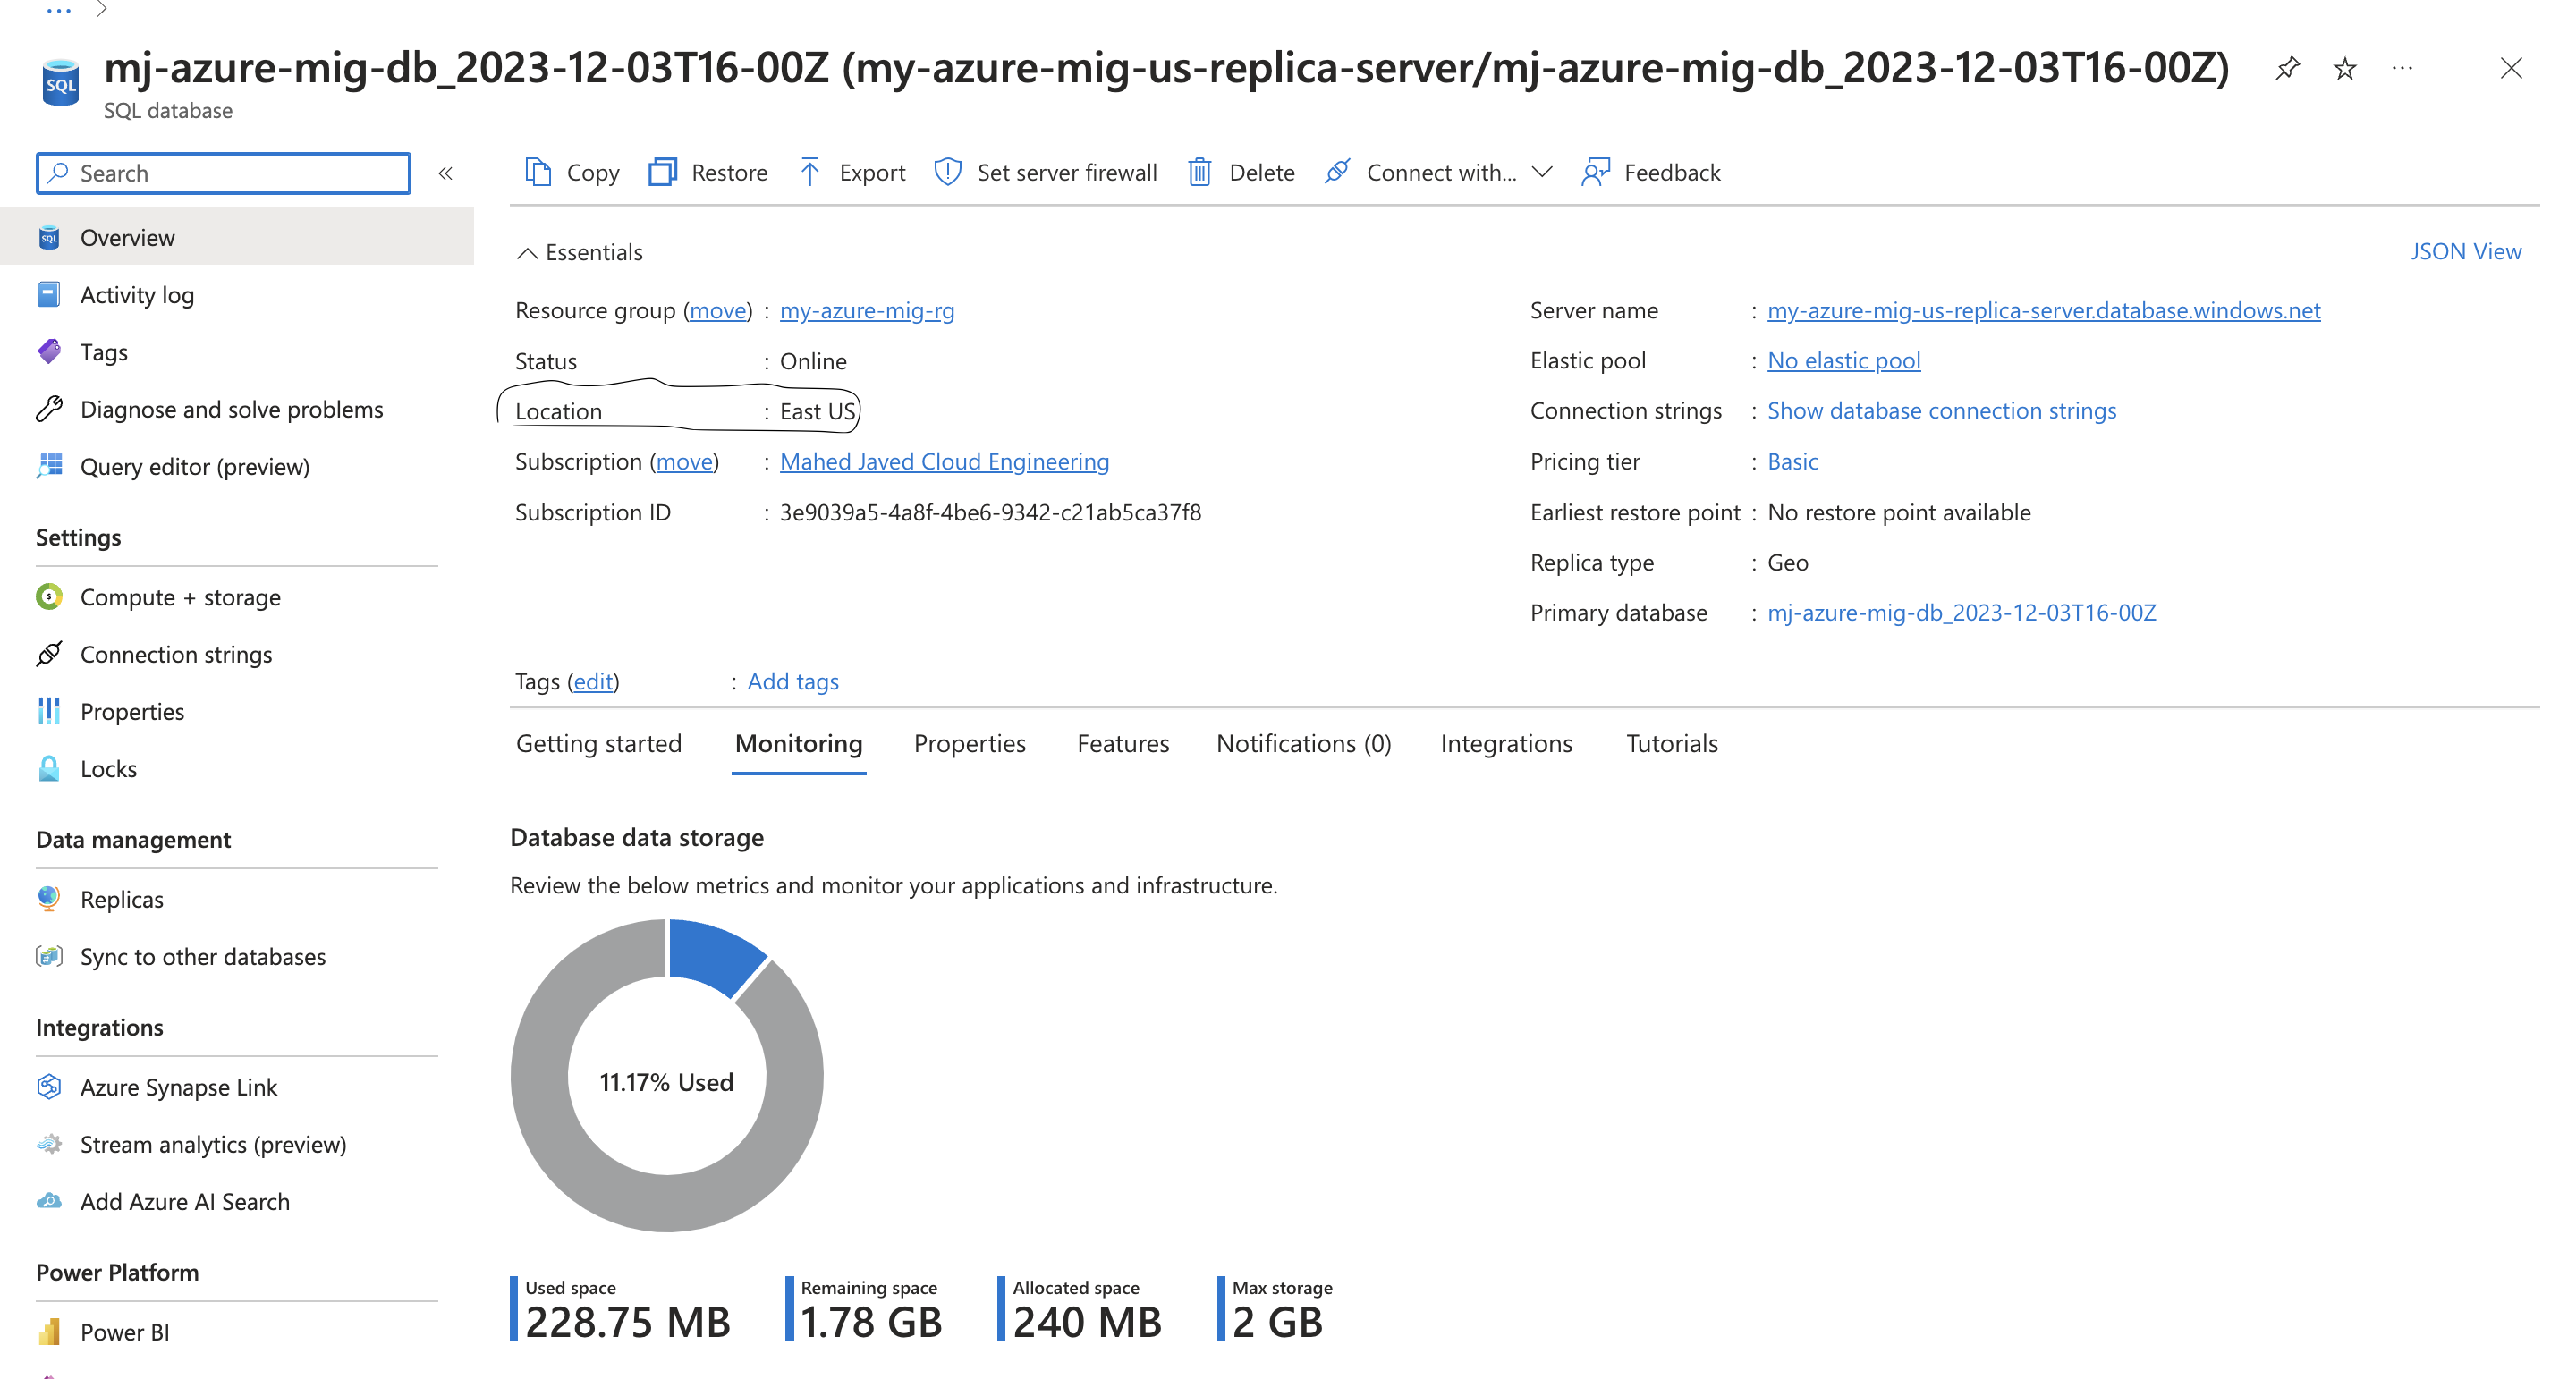 mj-azure-mig-db_2023-12-03T16-00Z (my-azure-mig-us-replica-server/mj-azure-mig-db_2023-12-03T16-00Z)
SQL
SQL database
Search
Copy
Restore
Export
Set server firewall
Delete
Connect with...
Feedback
SQL
Overview
Activity log
Tags
Diagnose and solve problems
Query editor (preview)
Settings
Compute + storage
Connection strings
Properties
Locks
Data management
Replicas
Sync to other databases
Integrations
Azure Synapse Link
Stream analytics (preview)
Add Azure AI Search
Power Platform
Power BI
Essentials
JSON View
Resource group (move) : my-azure-mig-rg
Status : Online
Location : East US
Subscription (move) : Mahed Javed Cloud Engineering
Subscription ID : 3e9039a5-4a8f-4be6-9342-c21ab5ca37f8
Server name : my-azure-mig-us-replica-server.database.windows.net
Elastic pool : No elastic pool
Connection strings : Show database connection strings
Pricing tier : Basic
Earliest restore point : No restore point available
Replica type : Geo
Primary database : mj-azure-mig-db_2023-12-03T16-00Z
Tags (edit) : Add tags
Getting started
Monitoring
Properties
Features
Notifications (0)
Integrations
Tutorials
Database data storage
Review the below metrics and monitor your applications and infrastructure.
11.17% Used
Used space
228.75 MB
Remaining space
1.78 GB
Allocated space
240 MB
Max storage
2 GB